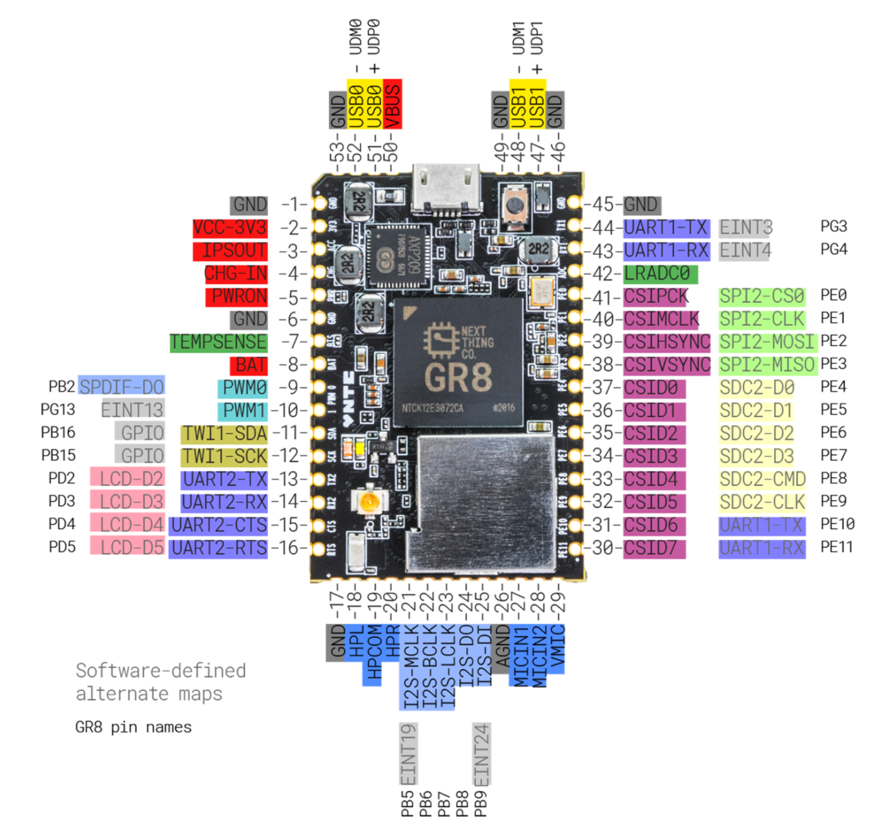 UDM0
UDP0
UDM1
UDP1
-53-GND
-52-USB0 -
-51-USB0 +
-50-VBUS
-49-GND
-48-USB1 -
-47-USB1 +
-46-GND
GND -1-
VCC-3V3 -2-
IPSOUT -3-
CHG-IN -4-
PWRON -5-
GND -6-
TEMPSENSE -7-
BAT -8-
PB2 SPDIF-DO PWM0 -9-
PG13 EINT13 PWM1 -10-
PB16 GPIO TWI1-SDA -11-
PB15 GPIO TWI1-SCK -12-
PD2 LCD-D2 UART2-TX -13-
PD3 LCD-D3 UART2-RX -14-
PD4 LCD-D4 UART2-CTS -15-
PD5 LCD-D5 UART2-RTS -16-
2R2
AXP209
2R2
2R2
2R2
NEXT
THING
CO.
GR8
NTCK12E3072CA ©2016
NTC
45-GND
44-UART1-TX EINT3 PG3
43-UART1-RX EINT4 PG4
42-LRADC0
41-CSIPCK SPI2-CS0 PE0
40-CSIMCLK SPI2-CLK PE1
39-CSIHSYNC SPI2-MOSI PE2
38-CSIVSYNC SPI2-MISO PE3
37-CSID0 SDC2-D0 PE4
36-CSID1 SDC2-D1 PE5
35-CSID2 SDC2-D2 PE6
34-CSID3 SDC2-D3 PE7
33-CSID4 SDC2-CMD PE8
32-CSID5 SDC2-CLK PE9
31-CSID6 UART1-TX PE10
30-CSID7 UART1-RX PE11
GND -17-
HPL -18-
HPCOM -19-
HPR -20-
PB5 EINT19 I2S-MCLK -21-
PB6 I2S-BCLK -22-
PB7 I2S-LCLK -23-
PB8 I2S-DO -24-
PB9 EINT24 I2S-DI -25-
AGND -26-
MICIN1 -27-
MICIN2 -28-
VMIC -29-
Software-defined
alternate maps
GR8 pin names